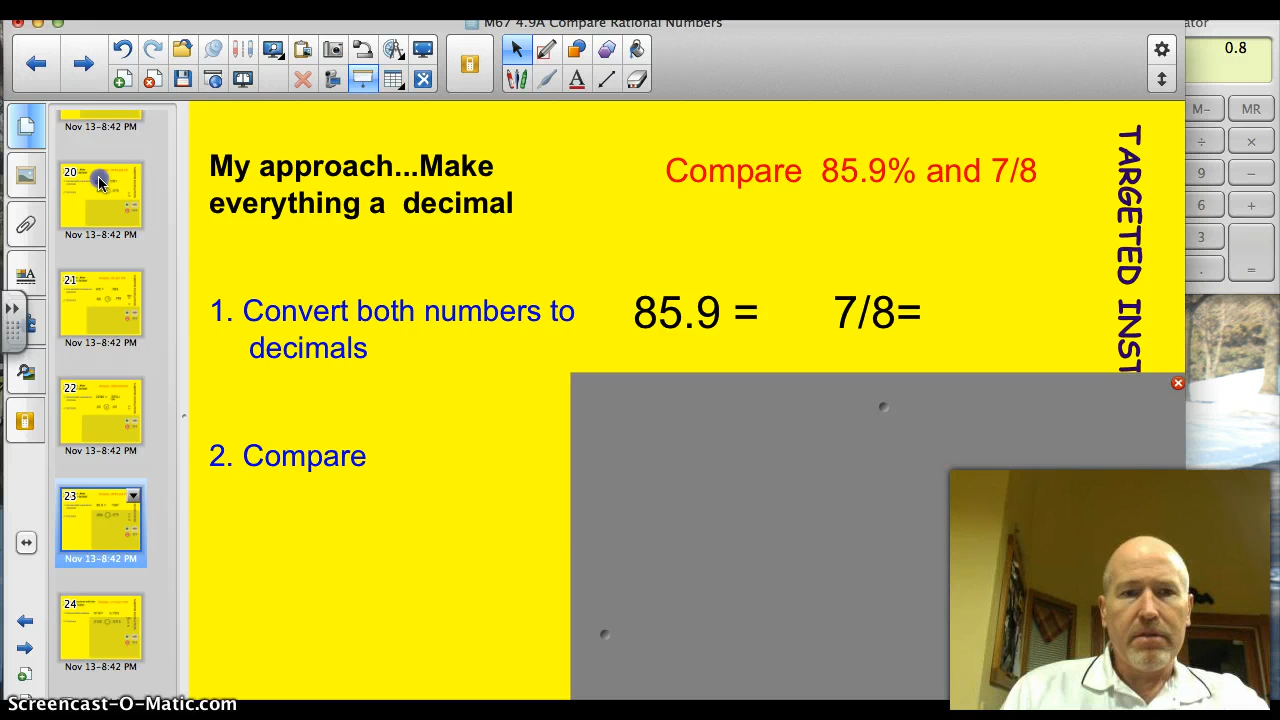 M67 4.9A Compare Rational Numbers
ator
0.8
M-
MR
÷
×
9
−
6
+
3
.
=
A
Nov 13-8:42 PM
20
Nov 13-8:42 PM
21
Nov 13-8:42 PM
22
Nov 13-8:42 PM
23
Nov 13-8:42 PM
24
Nov 13-8:42 PM
My approach...Make
everything a decimal
Compare 85.9% and 7/8
TARGETED INST
1. Convert both numbers to
decimals
85.9 =
7/8=
2. Compare
Screencast-O-Matic.com